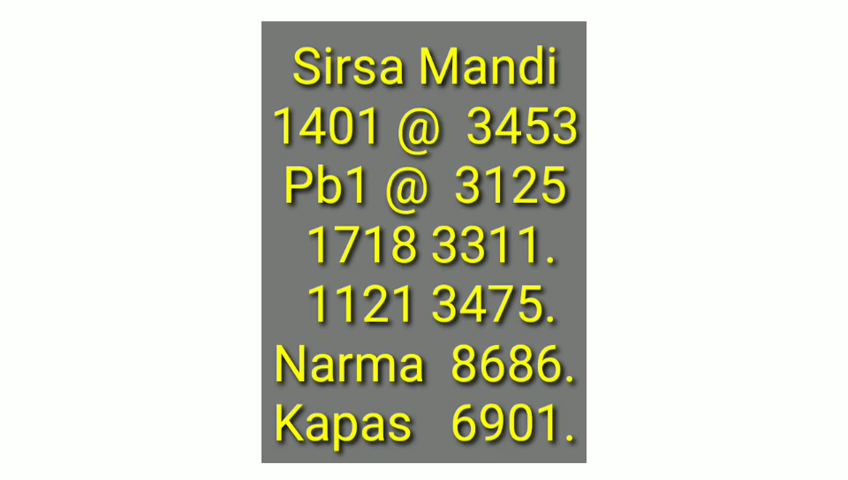 Sirsa Mandi
1401 @ 3453
Pb1 @ 3125
1718 3311.
1121 3475.
Narma 8686.
Kapas 6901.